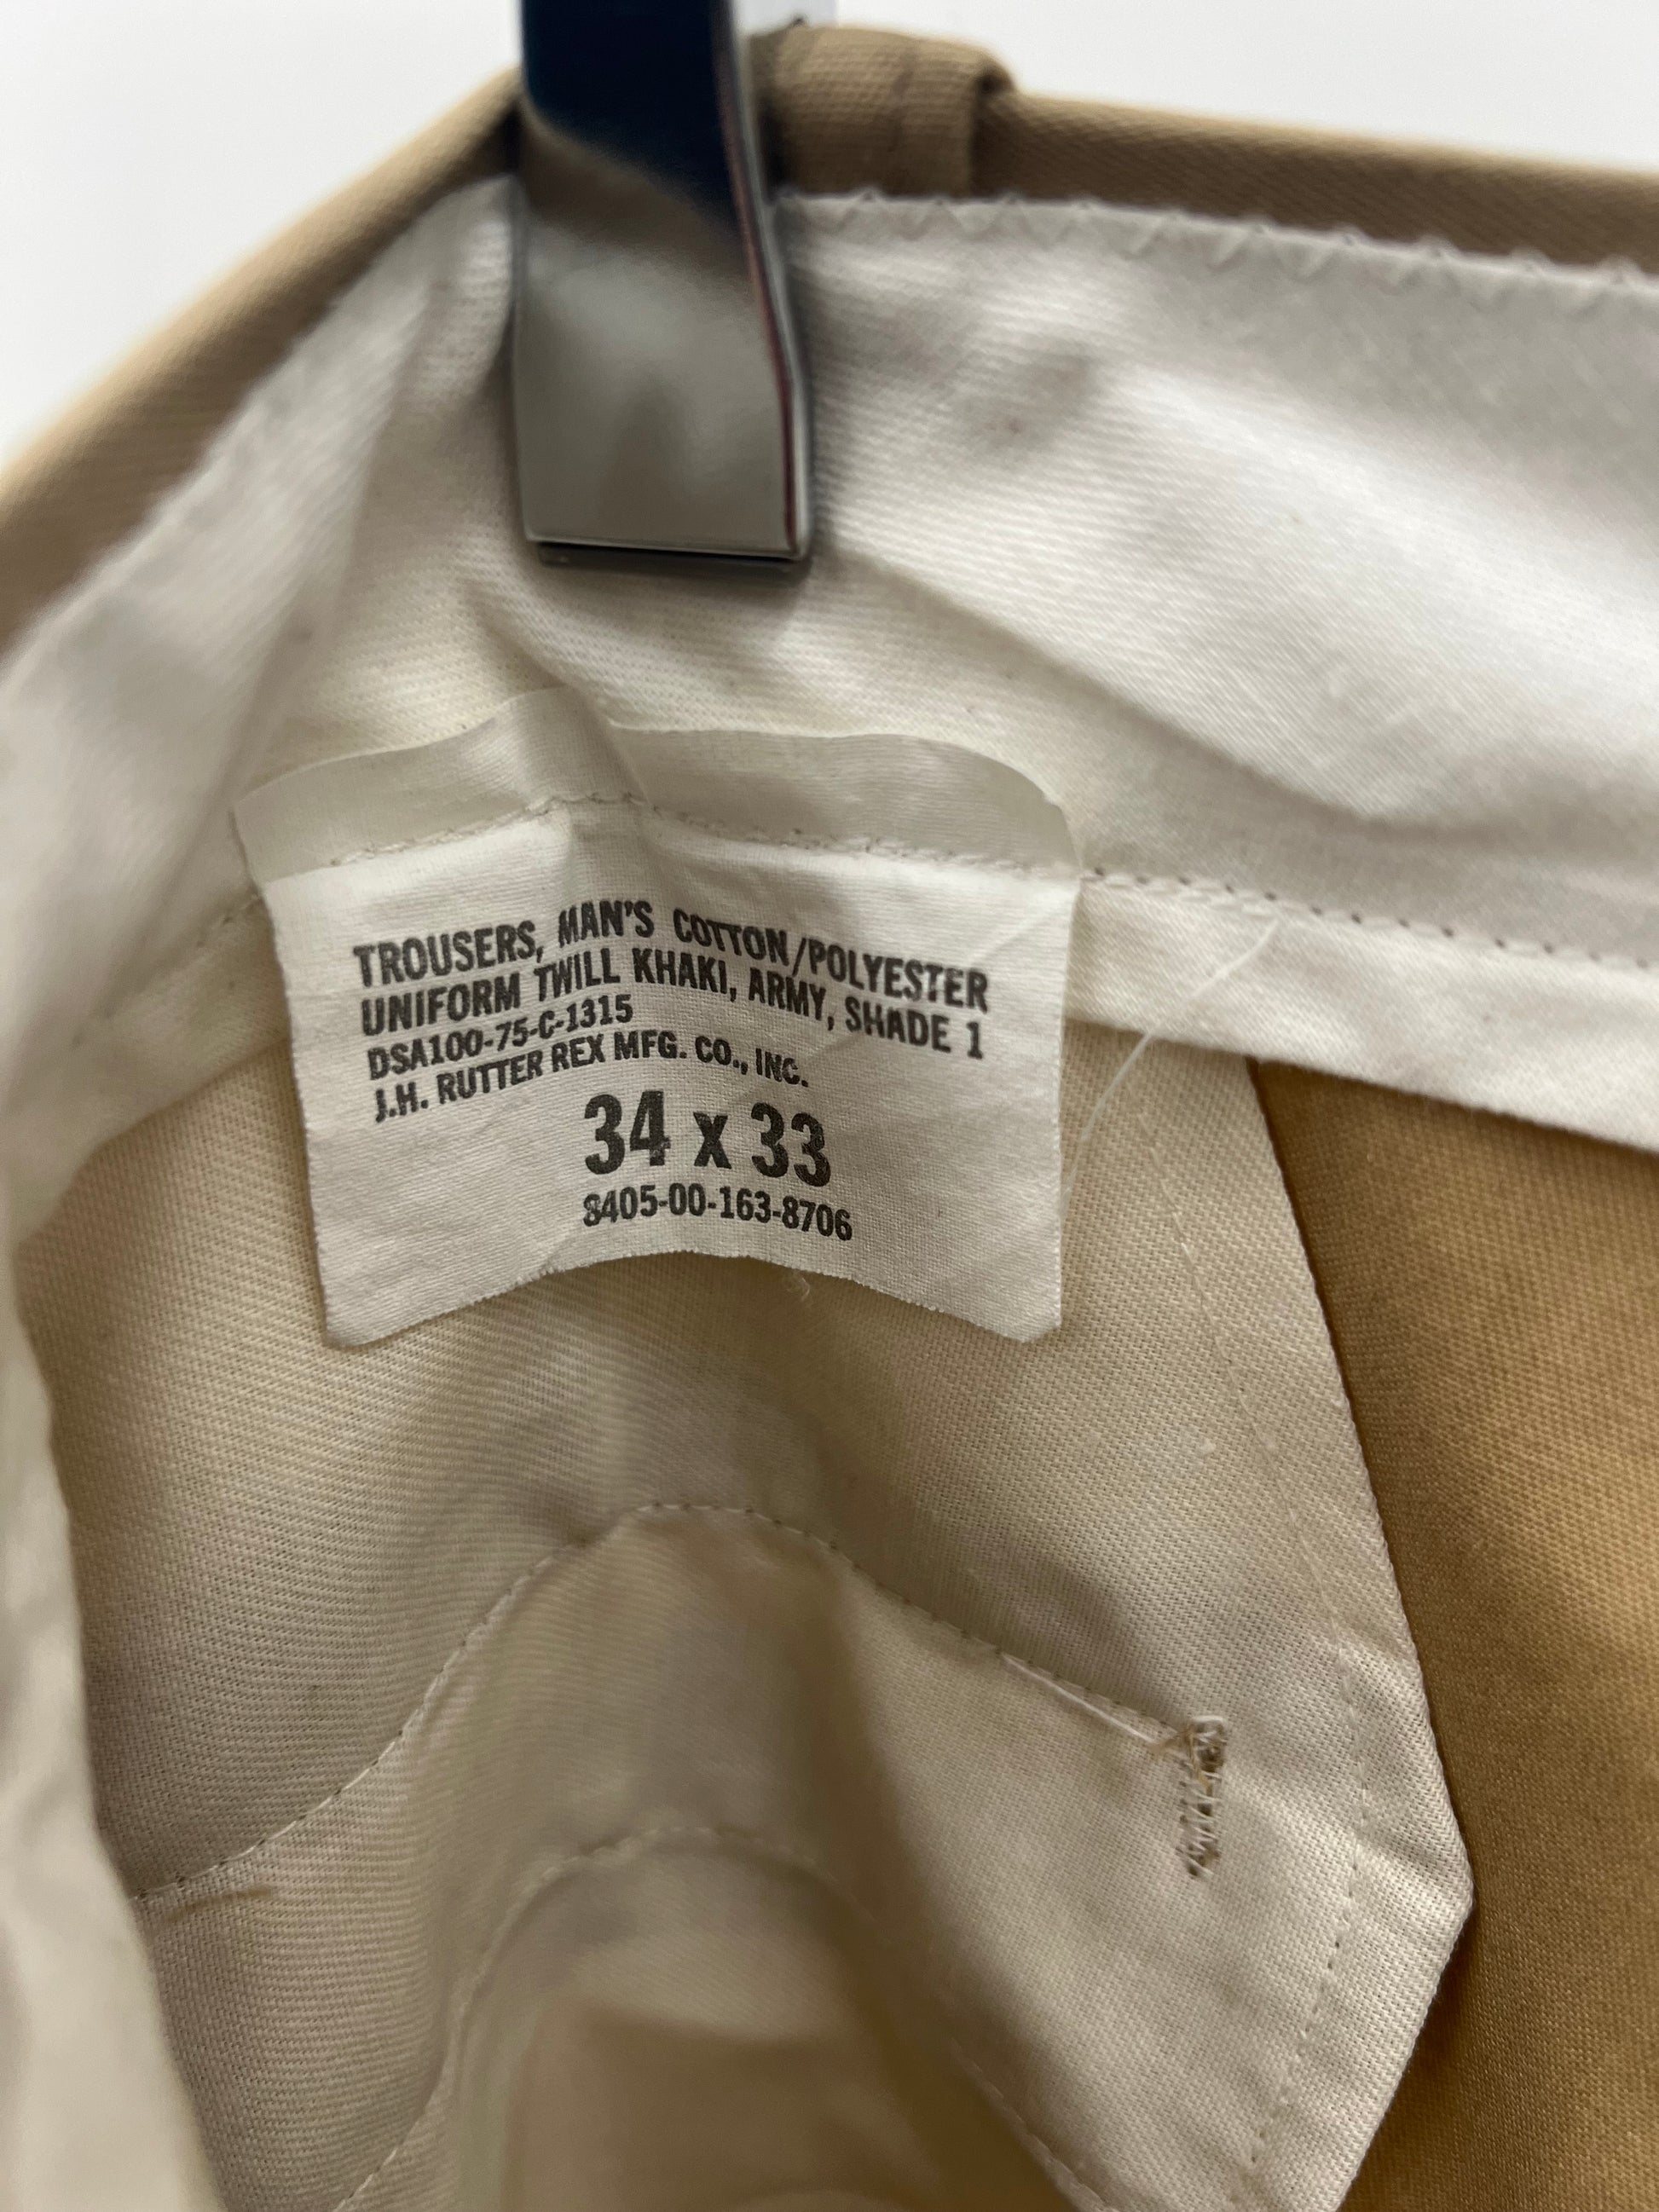 TROUSERS, MAN'S COTTON/POLYESTER
UNIFORM TWILL KHAKI, ARMY, SHADE 1
DSA100-75-C-1315
J.H. RUTTER REX MFG. CO., INC.
34 x 33
8405-00-163-8706